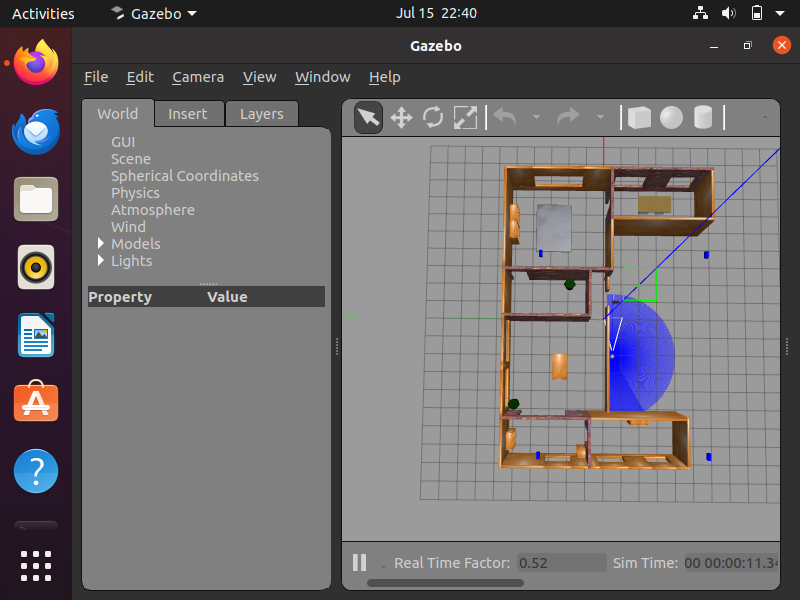 Activities Gazebo Jul 15 22:40
Gazebo
File Edit Camera View Window Help
World Insert Layers
GUI
Scene
Spherical Coordinates
Physics
Atmosphere
Wind
Models
Lights
Property Value
Real Time Factor: 0.52 Sim Time: 00 00:00:11.34